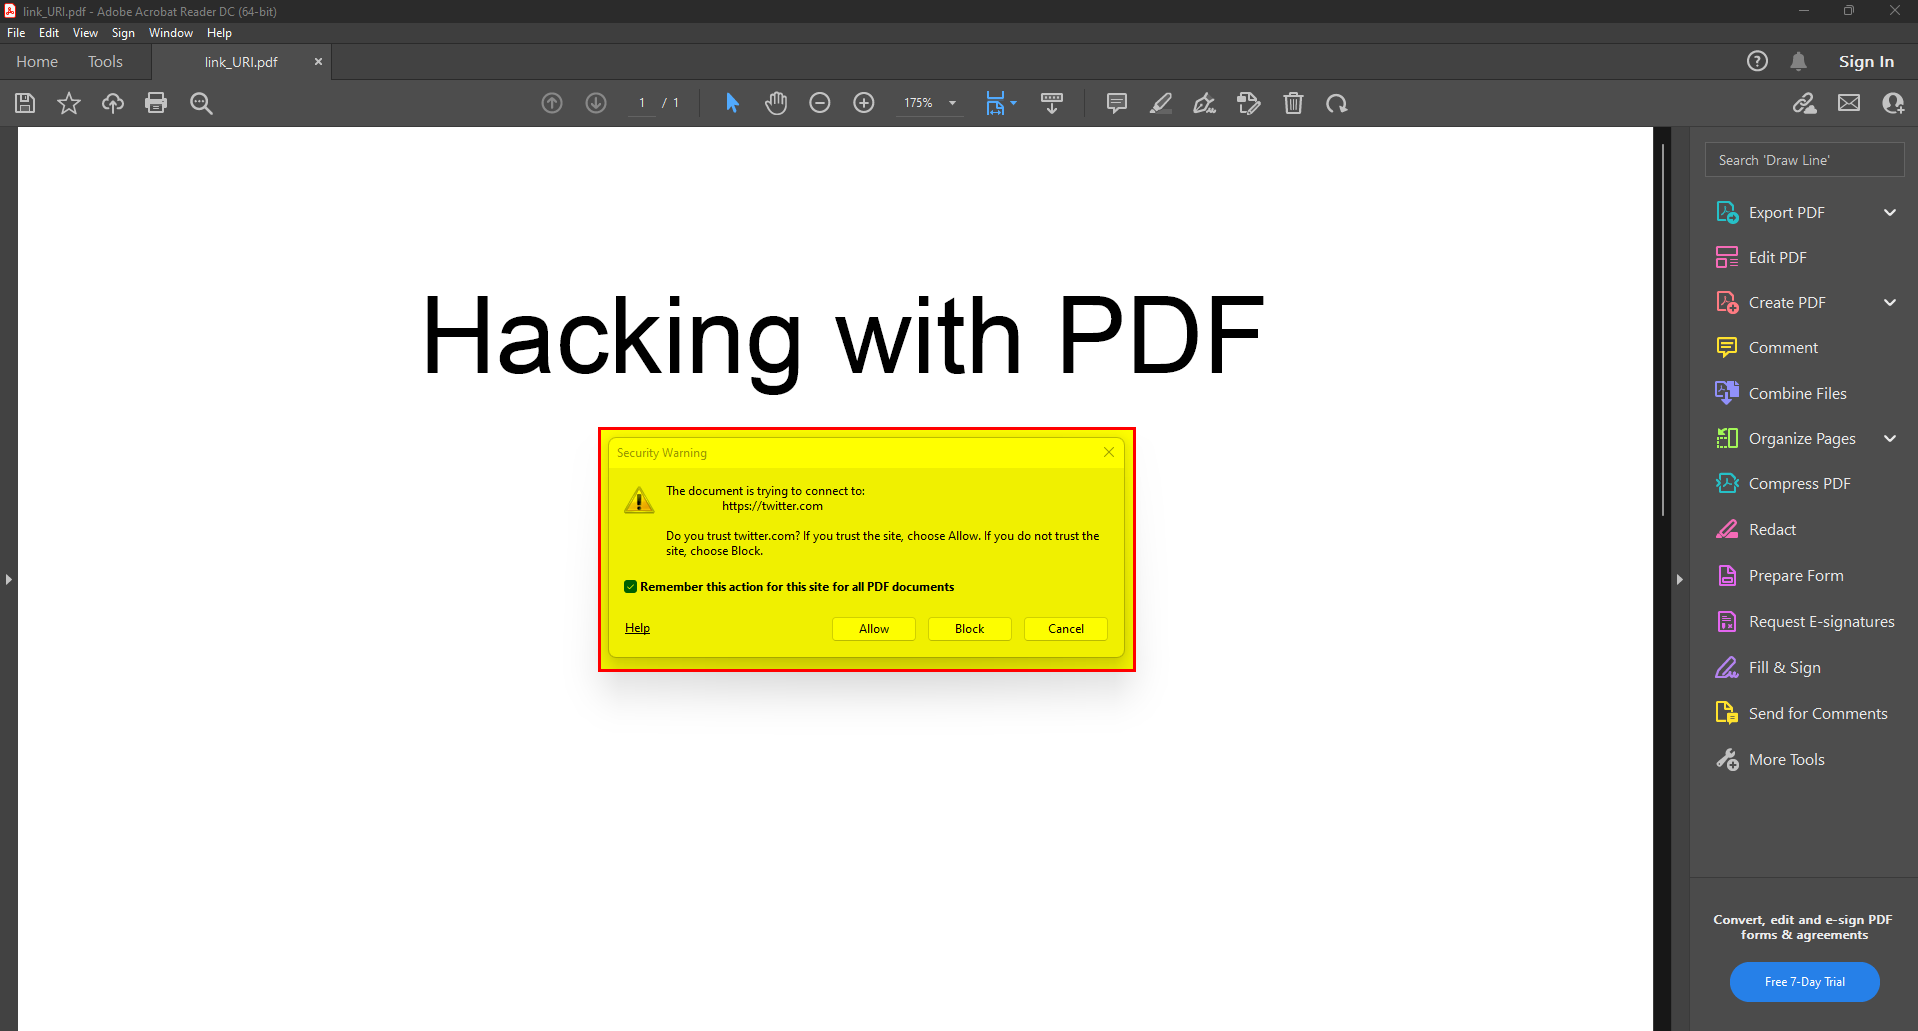 link_URI.pdf - Adobe Acrobat Reader DC (64-bit)
File Edit View Sign Window Help
Home Tools link_URI.pdf × Sign In
1 / 1 175%
Search 'Draw Line'
Export PDF
Edit PDF
Create PDF
Comment
Combine Files
Organize Pages
Compress PDF
Redact
Prepare Form
Request E-signatures
Fill & Sign
Send for Comments
More Tools
Convert, edit and e-sign PDF
forms & agreements
Free 7-Day Trial
Hacking with PDF
Security Warning
The document is trying to connect to:
https://twitter.com
Do you trust twitter.com? If you trust the site, choose Allow. If you do not trust the
site, choose Block.
Remember this action for this site for all PDF documents
Help Allow Block Cancel